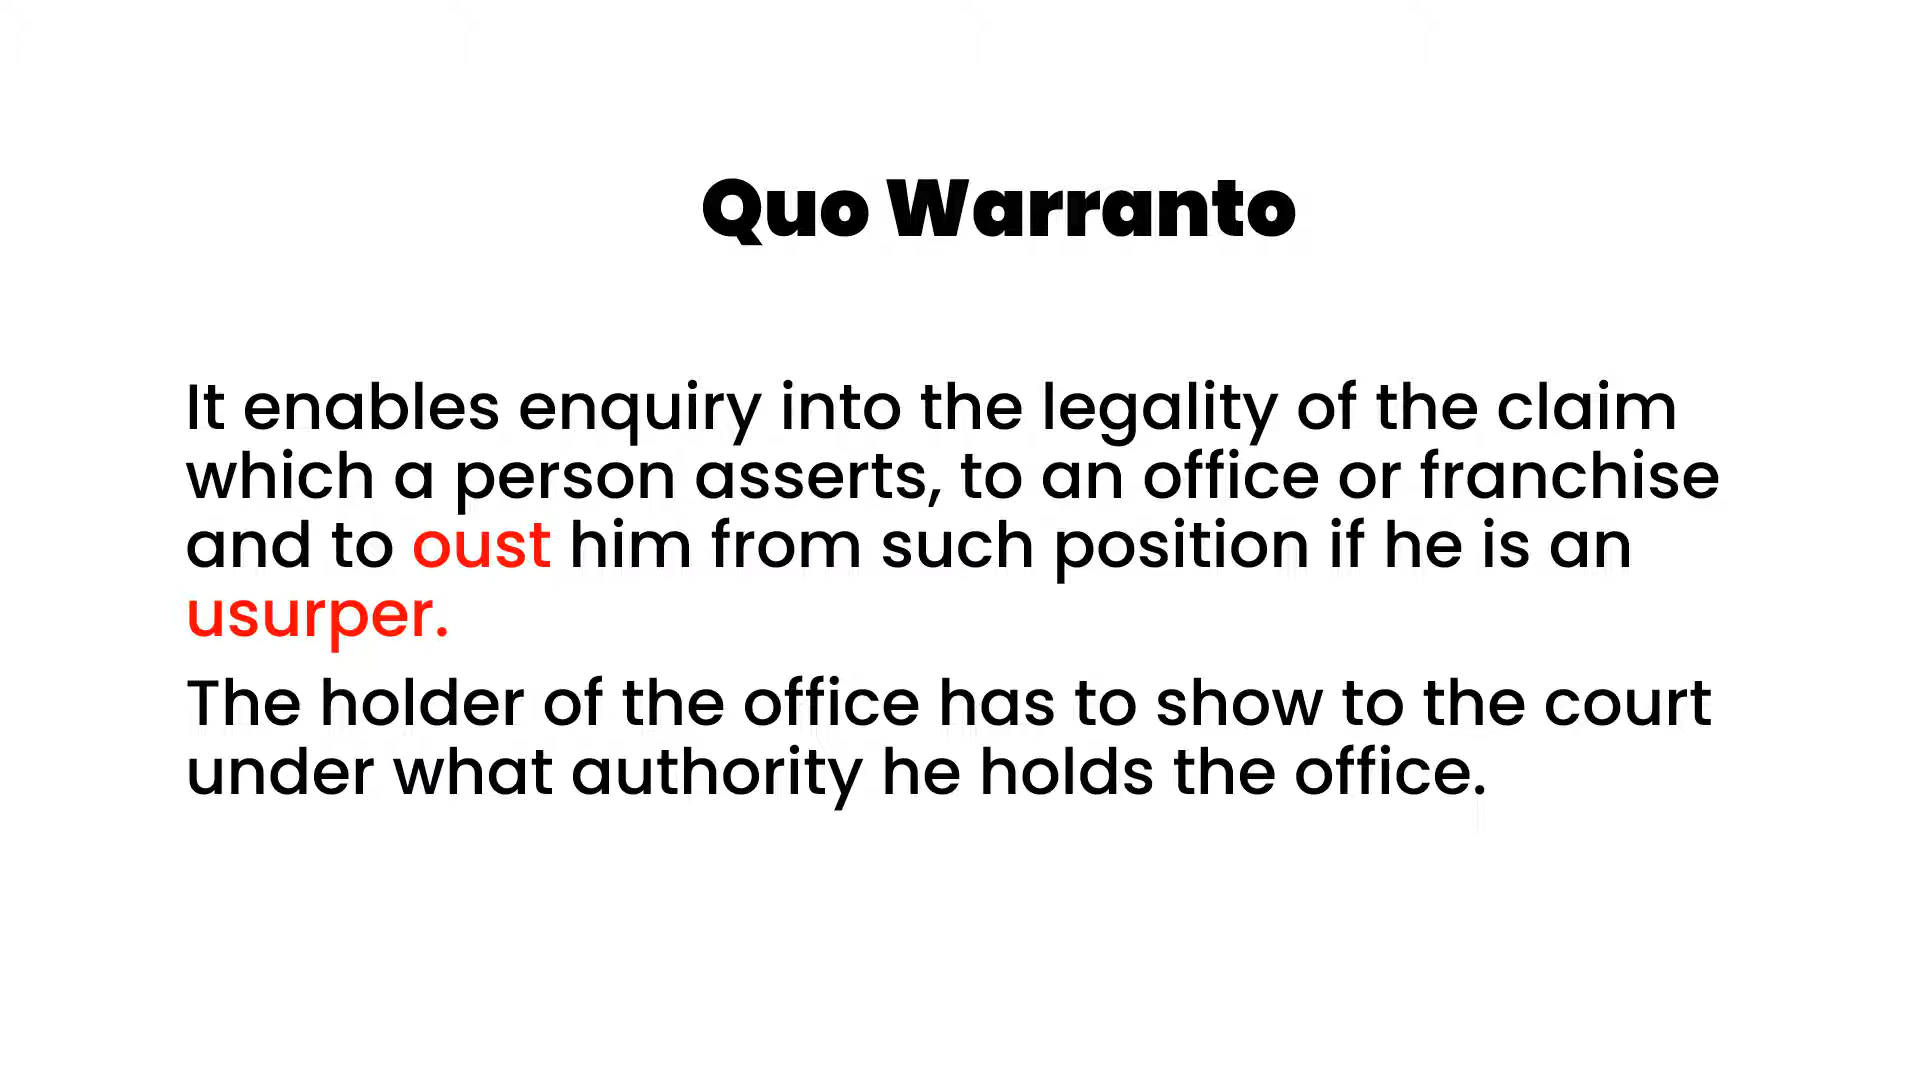 Quo Warranto
It enables enquiry into the legality of the claim
which a person asserts, to an office or franchise
and to oust him from such position if he is an
usurper.
The holder of the office has to show to the court
under what authority he holds the office.